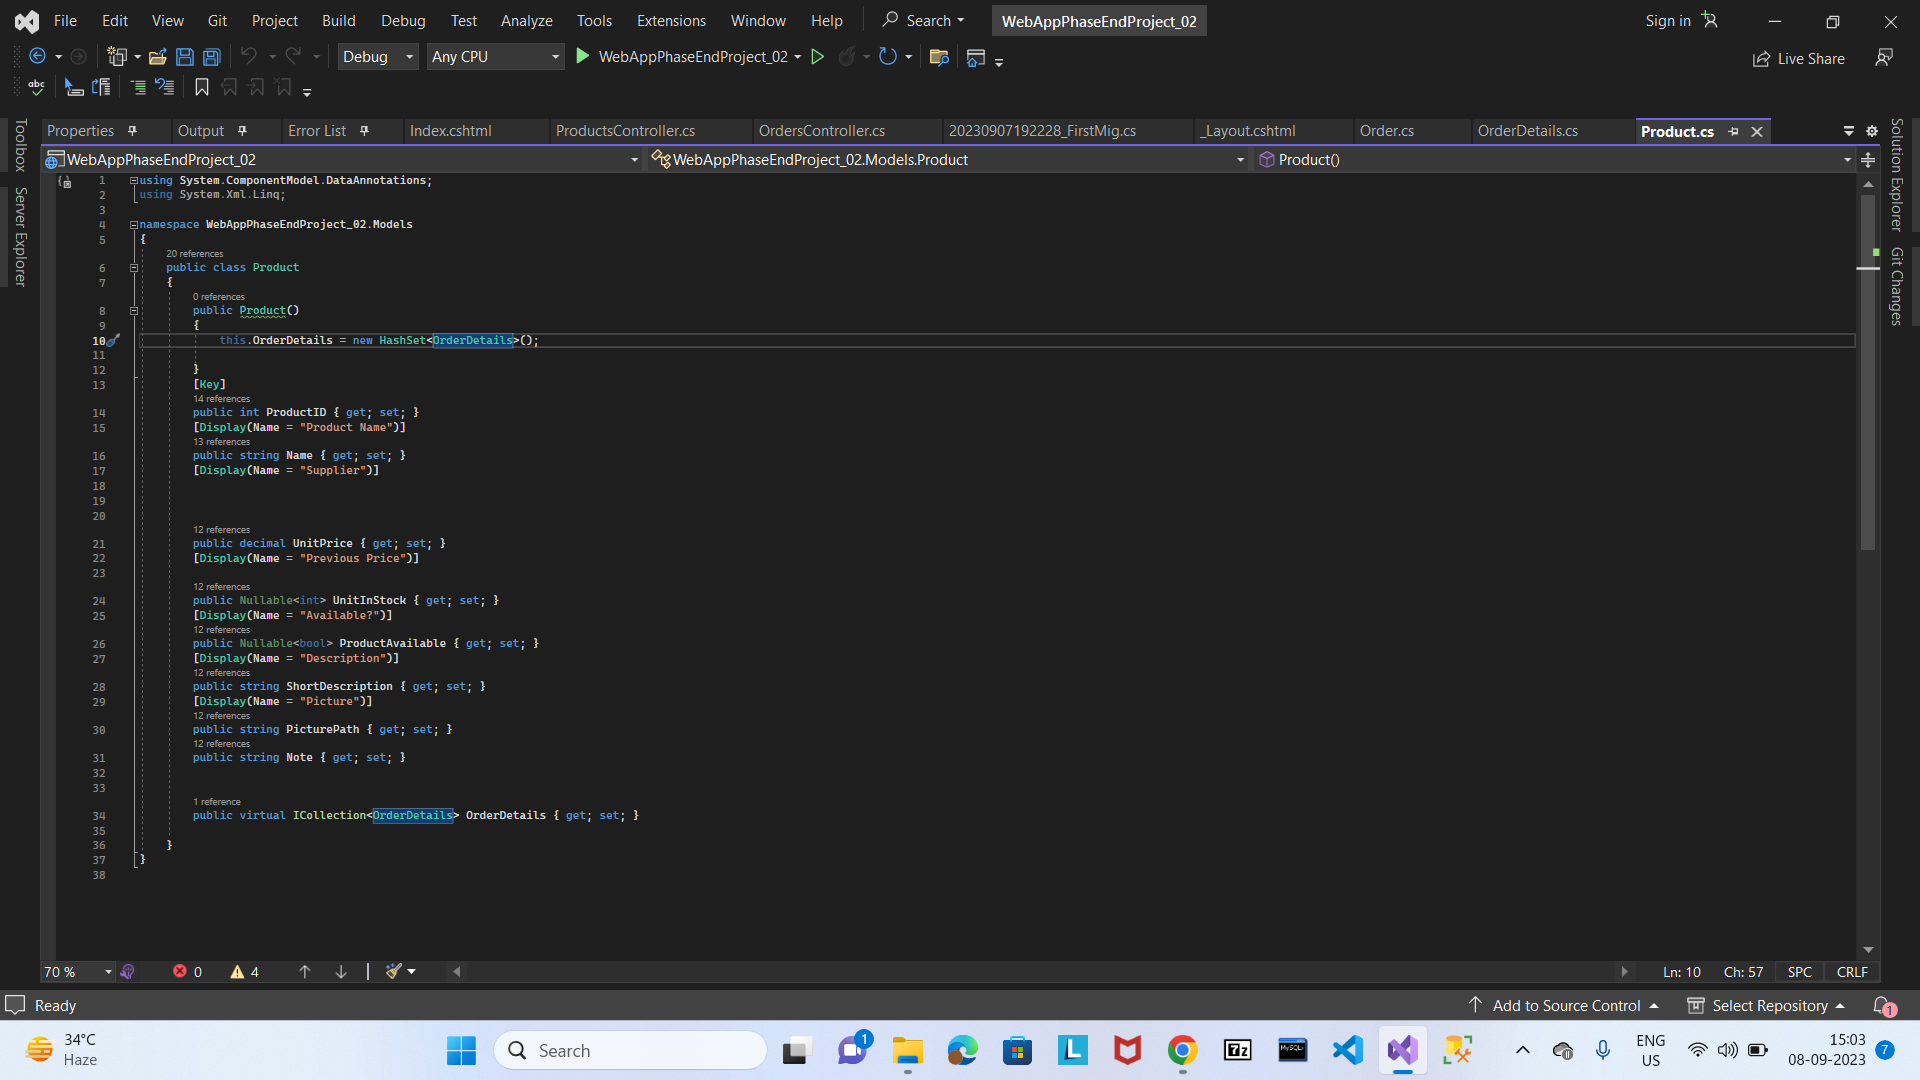 File Edit View Git Project Build Debug Test Analyze Tools Extensions Window Help Search WebAppPhaseEndProject_02 Sign in
Debug Any CPU WebAppPhaseEndProject_02 Live Share
abc
Properties Output Error List Index.cshtml ProductsController.cs OrdersController.cs 20230907192228_FirstMig.cs _Layout.cshtml Order.cs OrderDetails.cs Product.cs
WebAppPhaseEndProject_02 WebAppPhaseEndProject_02.Models.Product Product()
Toolbox
Server Explorer
Solution Explorer
Git Changes
1 using System.ComponentModel.DataAnnotations;
2 using System.Xml.Linq;
3
4 namespace WebAppPhaseEndProject_02.Models
5 {
20 references
6 public class Product
7 {
0 references
8 public Product()
9 {
10 this.OrderDetails = new HashSet<OrderDetails>();
11
12 }
13 [Key]
14 references
14 public int ProductID { get; set; }
15 [Display(Name = "Product Name")]
13 references
16 public string Name { get; set; }
17 [Display(Name = "Supplier")]
18
19
20
12 references
21 public decimal UnitPrice { get; set; }
22 [Display(Name = "Previous Price")]
23
12 references
24 public Nullable<int> UnitInStock { get; set; }
25 [Display(Name = "Available?")]
12 references
26 public Nullable<bool> ProductAvailable { get; set; }
27 [Display(Name = "Description")]
12 references
28 public string ShortDescription { get; set; }
29 [Display(Name = "Picture")]
12 references
30 public string PicturePath { get; set; }
12 references
31 public string Note { get; set; }
32
33
1 reference
34 public virtual ICollection<OrderDetails> OrderDetails { get; set; }
35
36 }
37 }
38
70 % 0 4 Ln: 10 Ch: 57 SPC CRLF
Ready Add to Source Control Select Repository 1
34°C
Haze
Search
1
L
7z
MySQL
ENG
US
15:03
08-09-2023
7